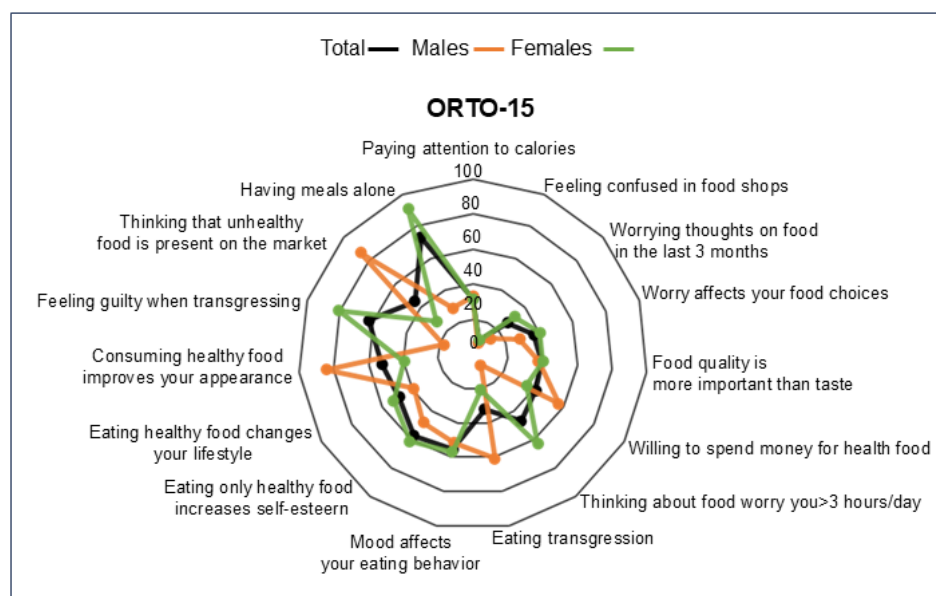 Total Males Females
ORTO-15
Paying attention to calories
100
Having meals alone
Feeling confused in food shops
80
Thinking that unhealthy
food is present on the market
Worrying thoughts on food
in the last 3 months
60
40
Feeling guilty when transgressing
Worry affects your food choices
20
0
Consuming healthy food
improves your appearance
Food quality is
more important than taste
Eating healthy food changes
your lifestyle
Willing to spend money for health food
Eating only healthy food
increases self-esteern
Thinking about food worry you>3 hours/day
Mood affects
your eating behavior
Eating transgression